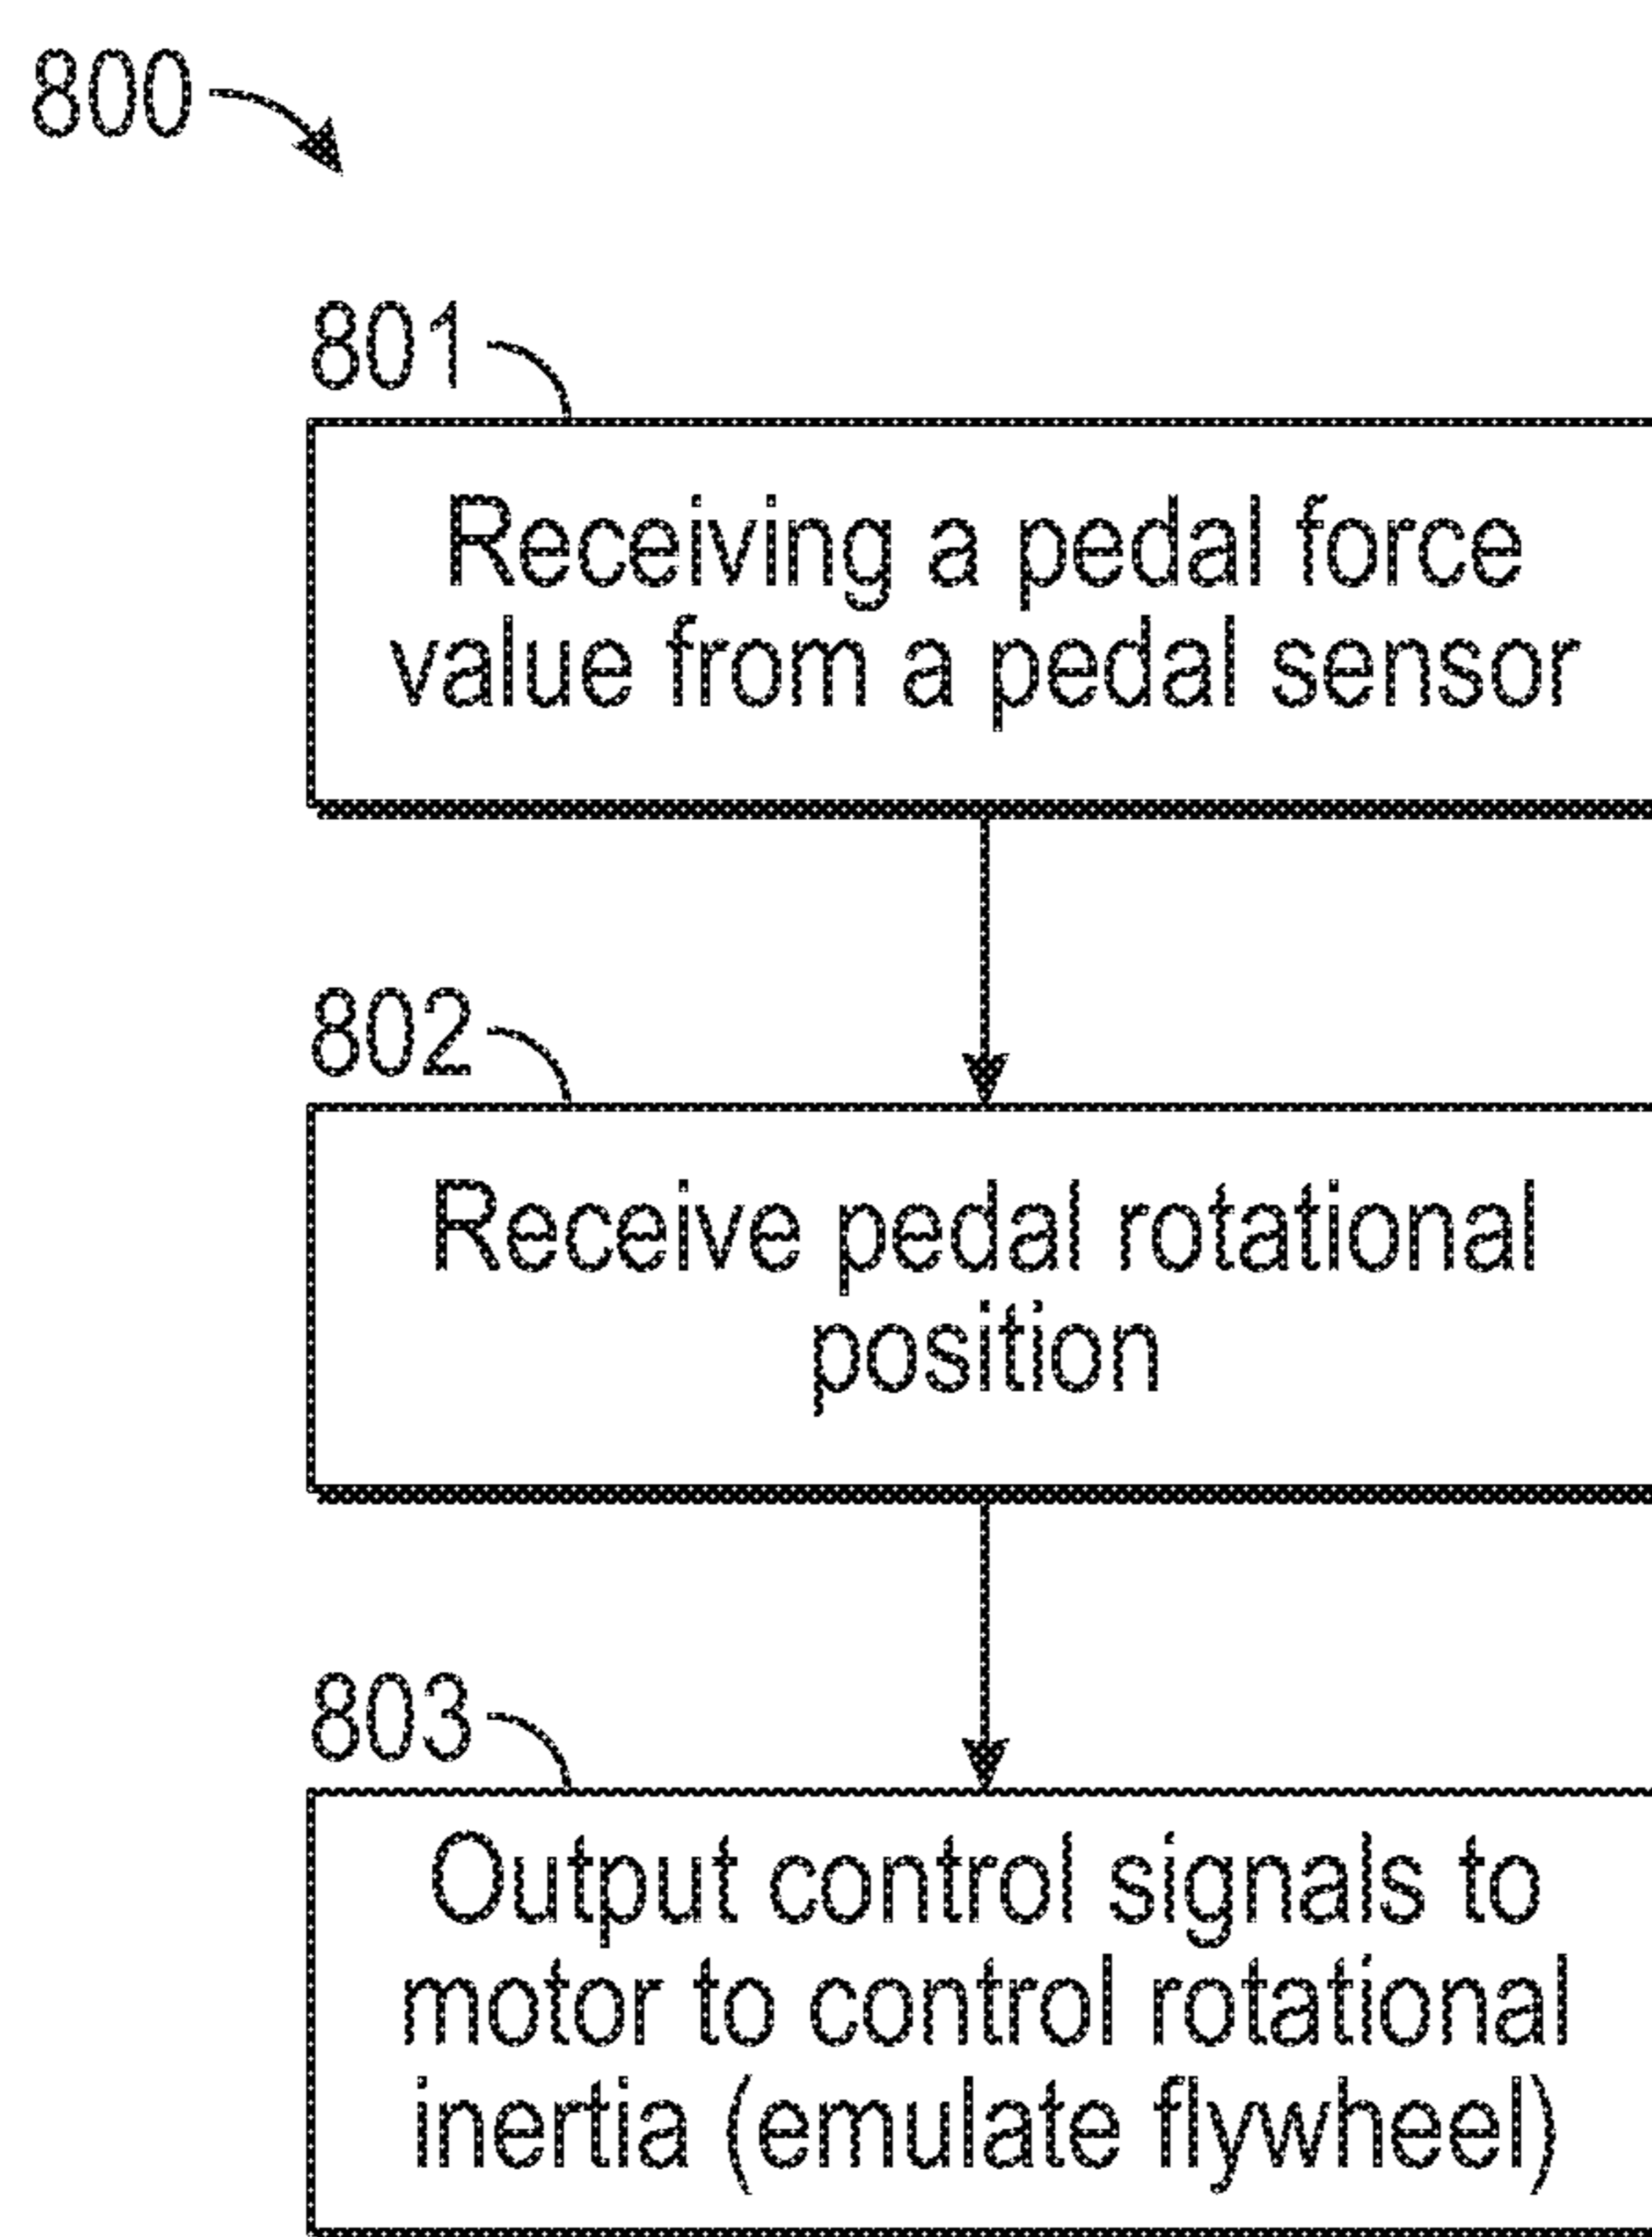 800
801
Receiving a pedal force
value from a pedal sensor
802
Receive pedal rotational
position
803
Output control signals to
motor to control rotational
inertia (emulate flywheel)